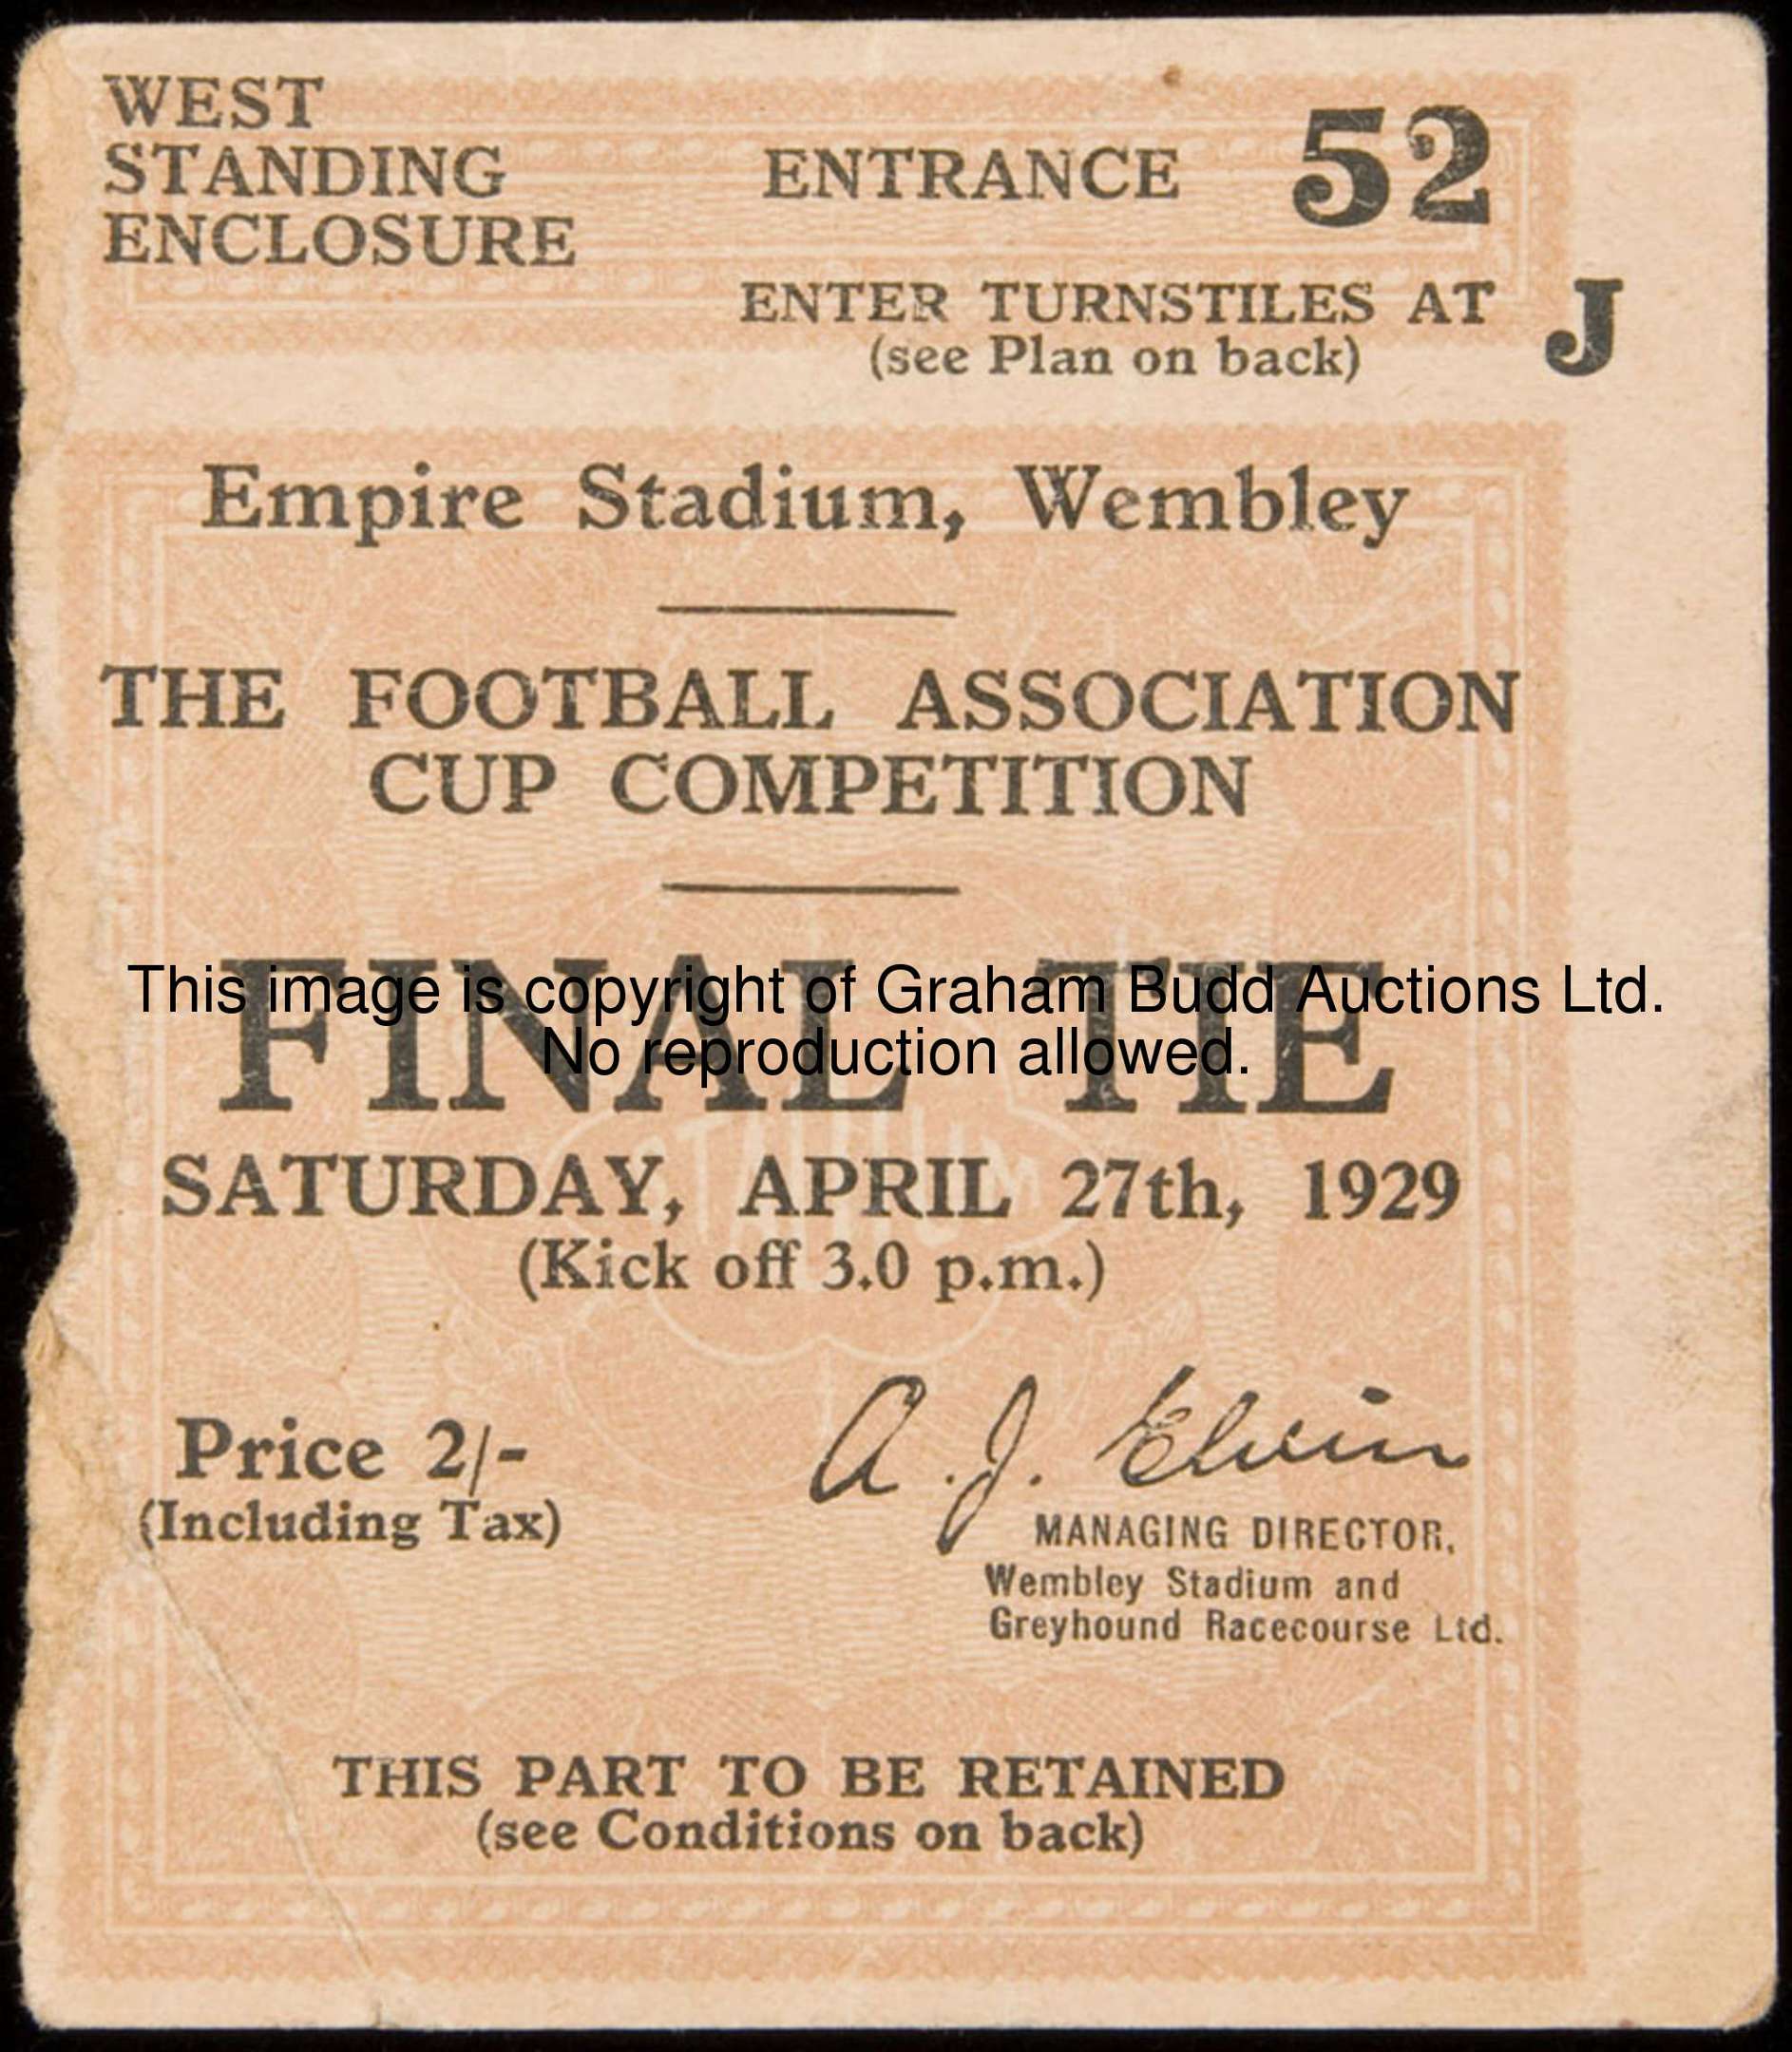 WEST
STANDING
ENCLOSURE
ENTRANCE 52
ENTER TURNSTILES AT J
(see Plan on back)
Empire Stadium, Wembley
THE FOOTBALL ASSOCIATION
CUP COMPETITION
FINAL TIE
This image is copyright of Graham Budd Auctions Ltd.
No reproduction allowed.
SATURDAY, APRIL 27th, 1929
(Kick off 3.0 p.m.)
Price 2/-
(Including Tax)
A. J. Elvin
MANAGING DIRECTOR,
Wembley Stadium and
Greyhound Racecourse Ltd.
THIS PART TO BE RETAINED
(see Conditions on back)